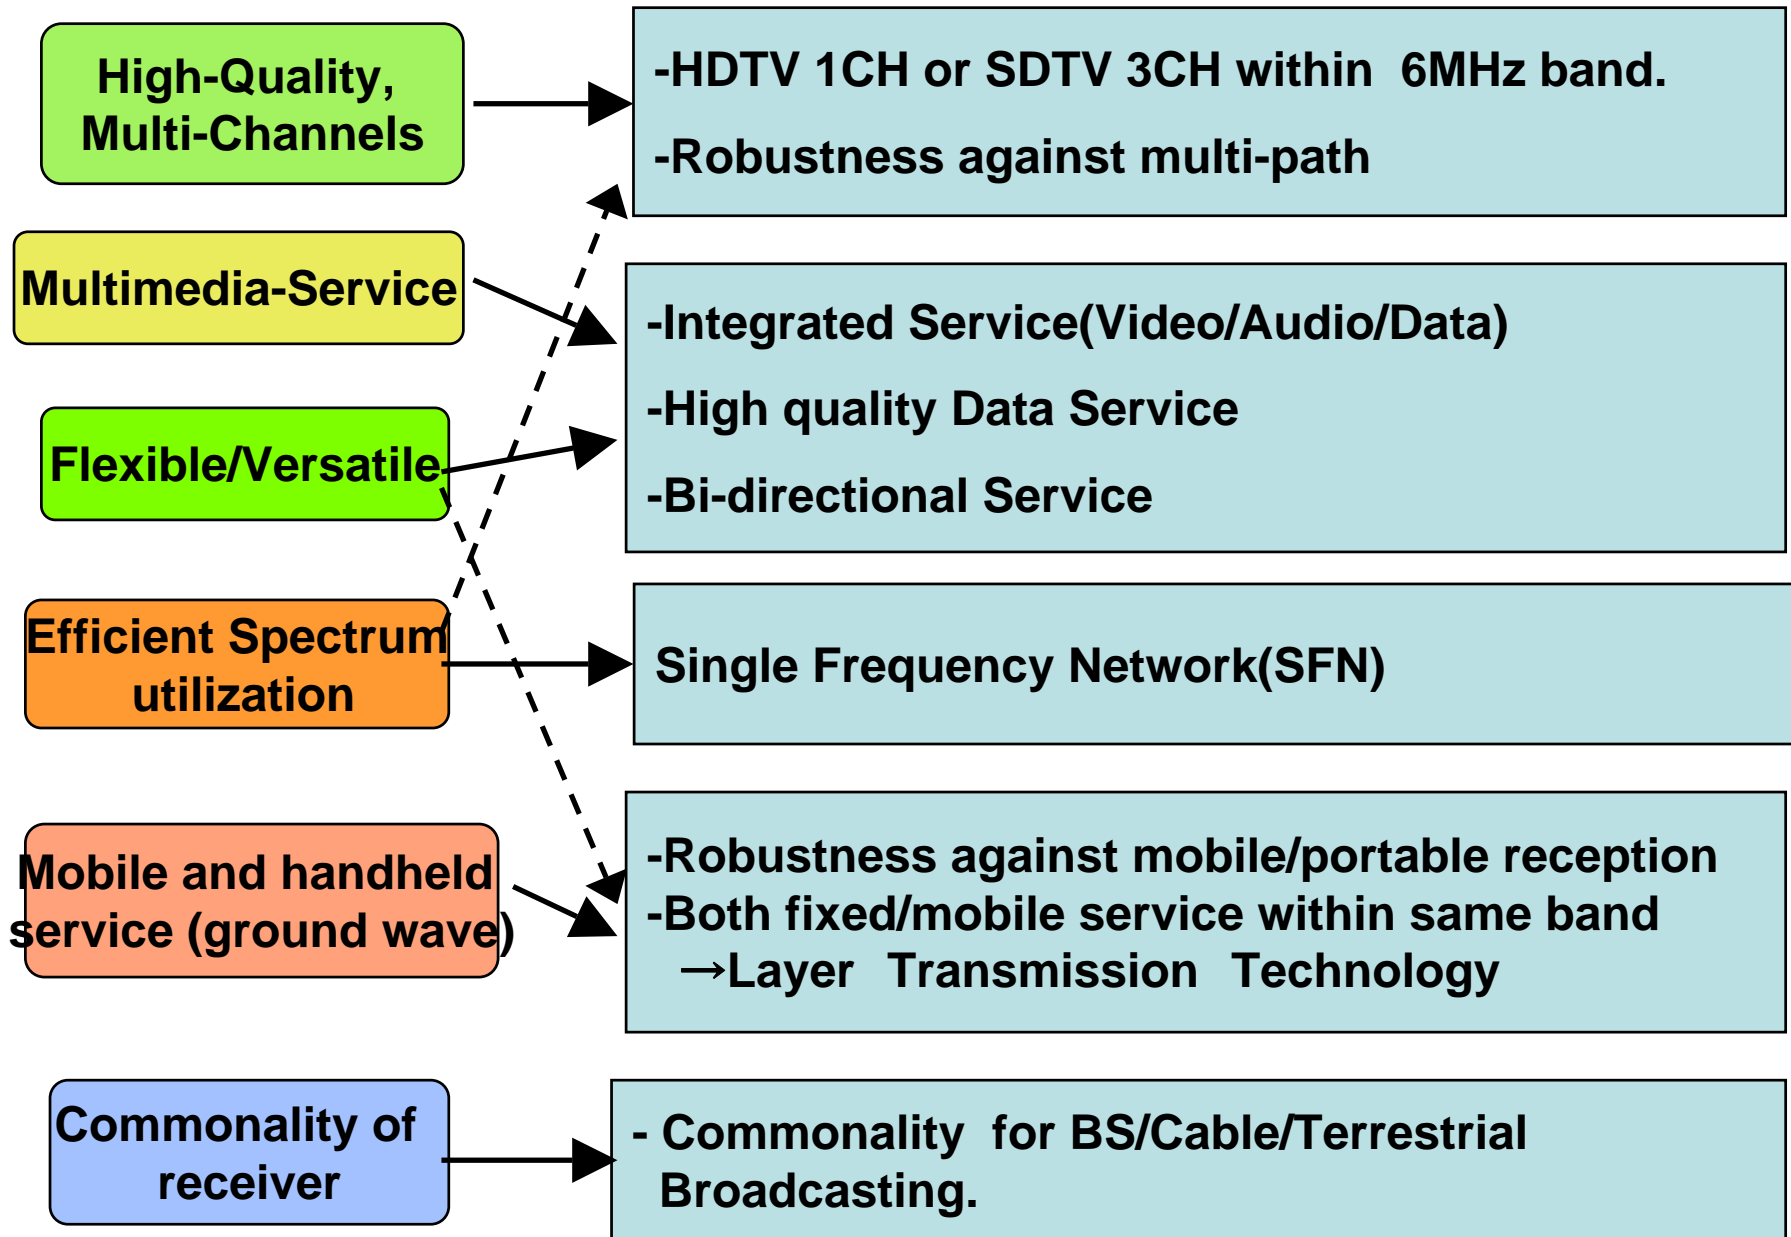 High-Quality,
Multi-Channels
-HDTV 1CH or SDTV 3CH within 6MHz band.
-Robustness against multi-path
Multimedia-Service
-Integrated Service(Video/Audio/Data)
-High quality Data Service
-Bi-directional Service
Flexible/Versatile
Efficient Spectrum
utilization
Single Frequency Network(SFN)
Mobile and handheld
service (ground wave)
-Robustness against mobile/portable reception
-Both fixed/mobile service within same band
→Layer Transmission Technology
Commonality of
receiver
- Commonality for BS/Cable/Terrestrial
Broadcasting.